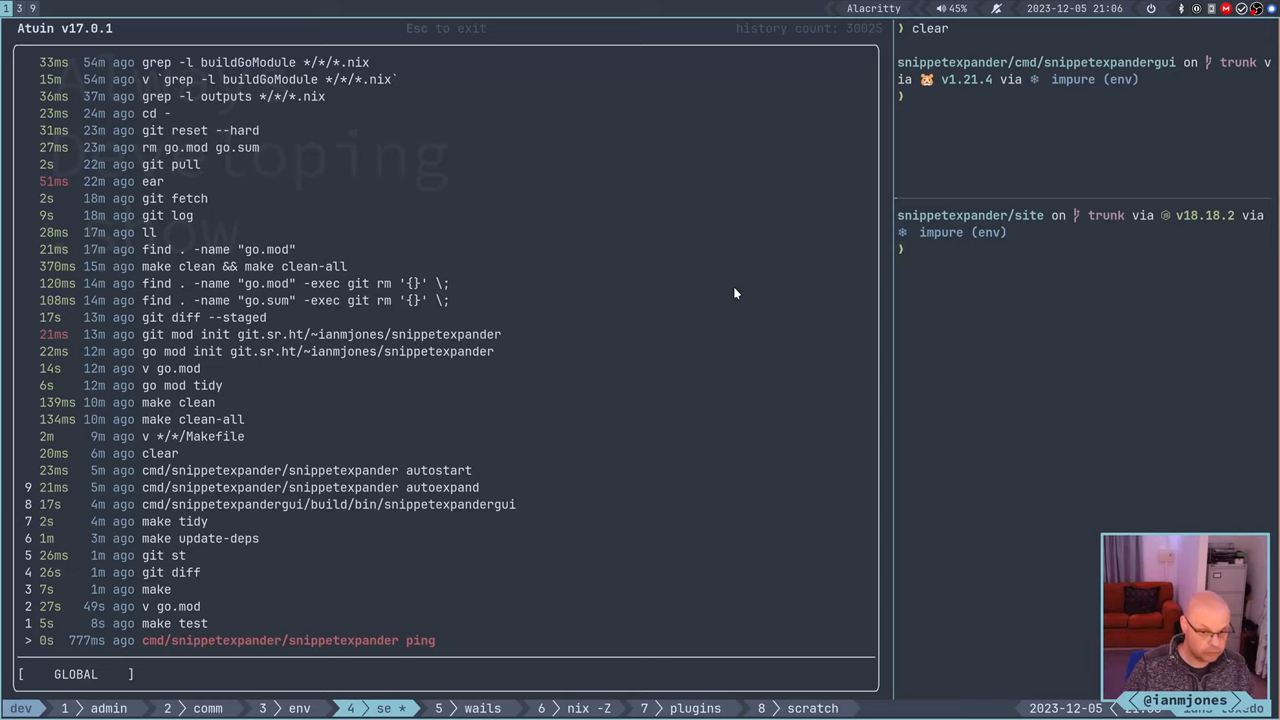 1 3 9
Alacritty 45% 2023-12-05 21:06
Atuin v17.0.1 Esc to exit history count: 30025
33ms 54m ago grep -l buildGoModule */*/*.nix
15m 54m ago v `grep -l buildGoModule */*/*.nix`
36ms 37m ago grep -l outputs */*/*.nix
23ms 24m ago cd -
31ms 23m ago git reset --hard
27ms 23m ago rm go.mod go.sum
2s 22m ago git pull
51ms 22m ago ear
2s 18m ago git fetch
9s 18m ago git log
28ms 17m ago ll
21ms 17m ago find . -name "go.mod"
370ms 15m ago make clean && make clean-all
120ms 14m ago find . -name "go.mod" -exec git rm '{}' \;
108ms 14m ago find . -name "go.sum" -exec git rm '{}' \;
17s 13m ago git diff --staged
21ms 13m ago git mod init git.sr.ht/~ianmjones/snippetexpander
22ms 12m ago go mod init git.sr.ht/~ianmjones/snippetexpander
14s 12m ago v go.mod
6s 12m ago go mod tidy
139ms 10m ago make clean
134ms 10m ago make clean-all
2m 9m ago v */*/Makefile
20ms 6m ago clear
23ms 5m ago cmd/snippetexpander/snippetexpander autostart
9 21ms 5m ago cmd/snippetexpander/snippetexpander autoexpand
8 17s 4m ago cmd/snippetexpandergui/build/bin/snippetexpandergui
7 2s 4m ago make tidy
6 1m 3m ago make update-deps
5 26ms 1m ago git st
4 26s 1m ago git diff
3 7s 1m ago make
2 27s 49s ago v go.mod
1 5s 8s ago make test
> 0s 777ms ago cmd/snippetexpander/snippetexpander ping
[ GLOBAL ]
Developing
Show
❯ clear
snippetexpander/cmd/snippetexpandergui on trunk v
ia 🐹 v1.21.4 via ❄ impure (env)
❯
snippetexpander/site on trunk via v18.18.2 via
❄ impure (env)
❯
@ianmjones
dev 1 admin 2 comm 3 env 4 se * 5 wails 6 nix -Z 7 plugins 8 scratch 2023-12-05